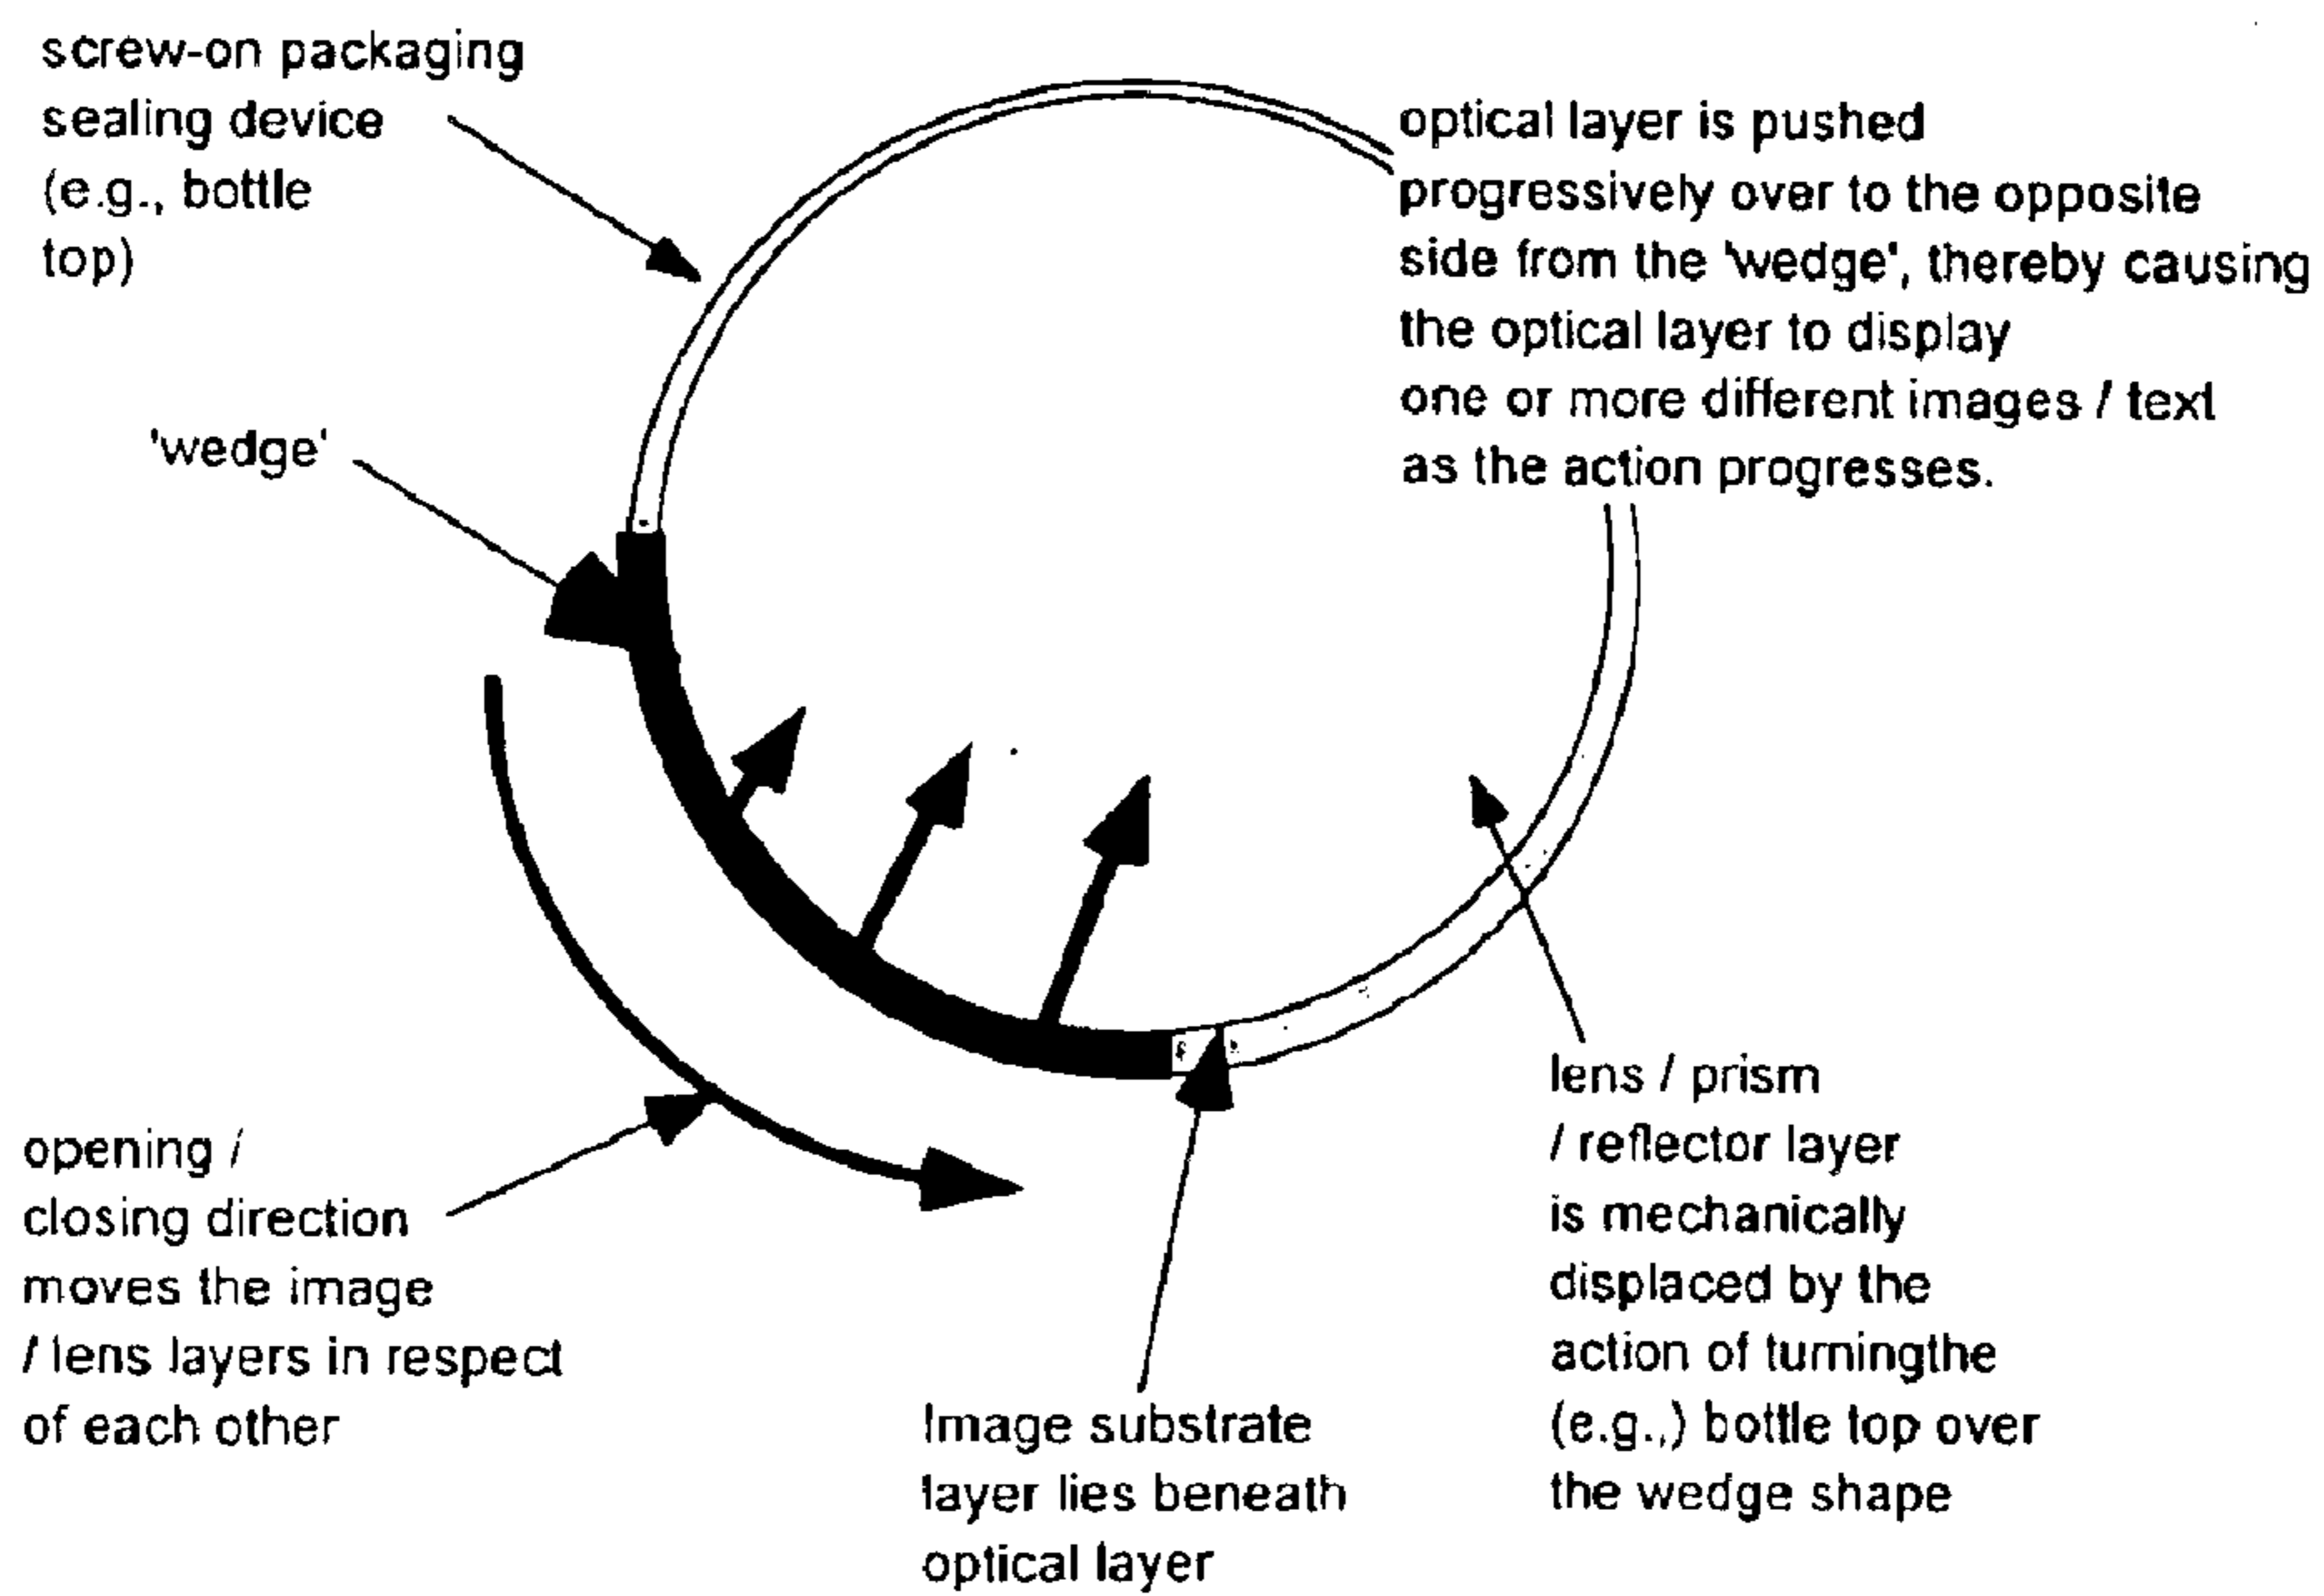 screw-on packaging
sealing device
(e.g., bottle
top)
optical layer is pushed
progressively over to the opposite
side from the 'wedge', thereby causing
the optical layer to display
one or more different images / text
as the action progresses.
'wedge'
opening /
closing direction
moves the image
/ lens layers in respect
of each other
Image substrate
layer lies beneath
optical layer
lens / prism
/ reflector layer
is mechanically
displaced by the
action of turningthe
(e.g.,) bottle top over
the wedge shape